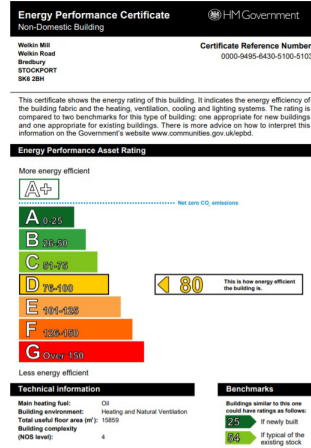 Energy Performance Certificate
Non-Domestic Building
HM Government
Welkin Mill
Welkin Road
Bredbury
STOCKPORT
SK6 2BH
Certificate Reference Number
0000-9495-6430-5100-5103
This certificate shows the energy rating of this building. It indicates the energy efficiency of
the building fabric and the heating, ventilation, cooling and lighting systems. The rating is
compared to two benchmarks for this type of building: one appropriate for new buildings
and one appropriate for existing buildings. There is more advice on how to interpret this
information on the Government's website www.communities.gov.uk/epbd.
Energy Performance Asset Rating
More energy efficient
A+
Net zero CO₂ emissions
A 0-25
B 26-50
C 51-75
D 76-100
80
This is how energy efficient
the building is.
E 101-125
F 126-150
G Over 150
Less energy efficient
Technical information
Main heating fuel: Oil
Building environment: Heating and Natural Ventilation
Total useful floor area (m²): 15859
Building complexity
(NOS level): 4
Benchmarks
Buildings similar to this one
could have ratings as follows:
25 If newly built
54 If typical of the
existing stock